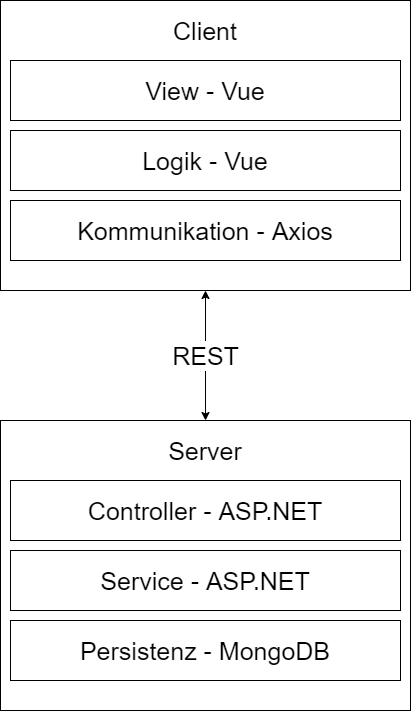 Client
View - Vue
Logik - Vue
Kommunikation - Axios
REST
Server
Controller - ASP.NET
Service - ASP.NET
Persistenz - MongoDB